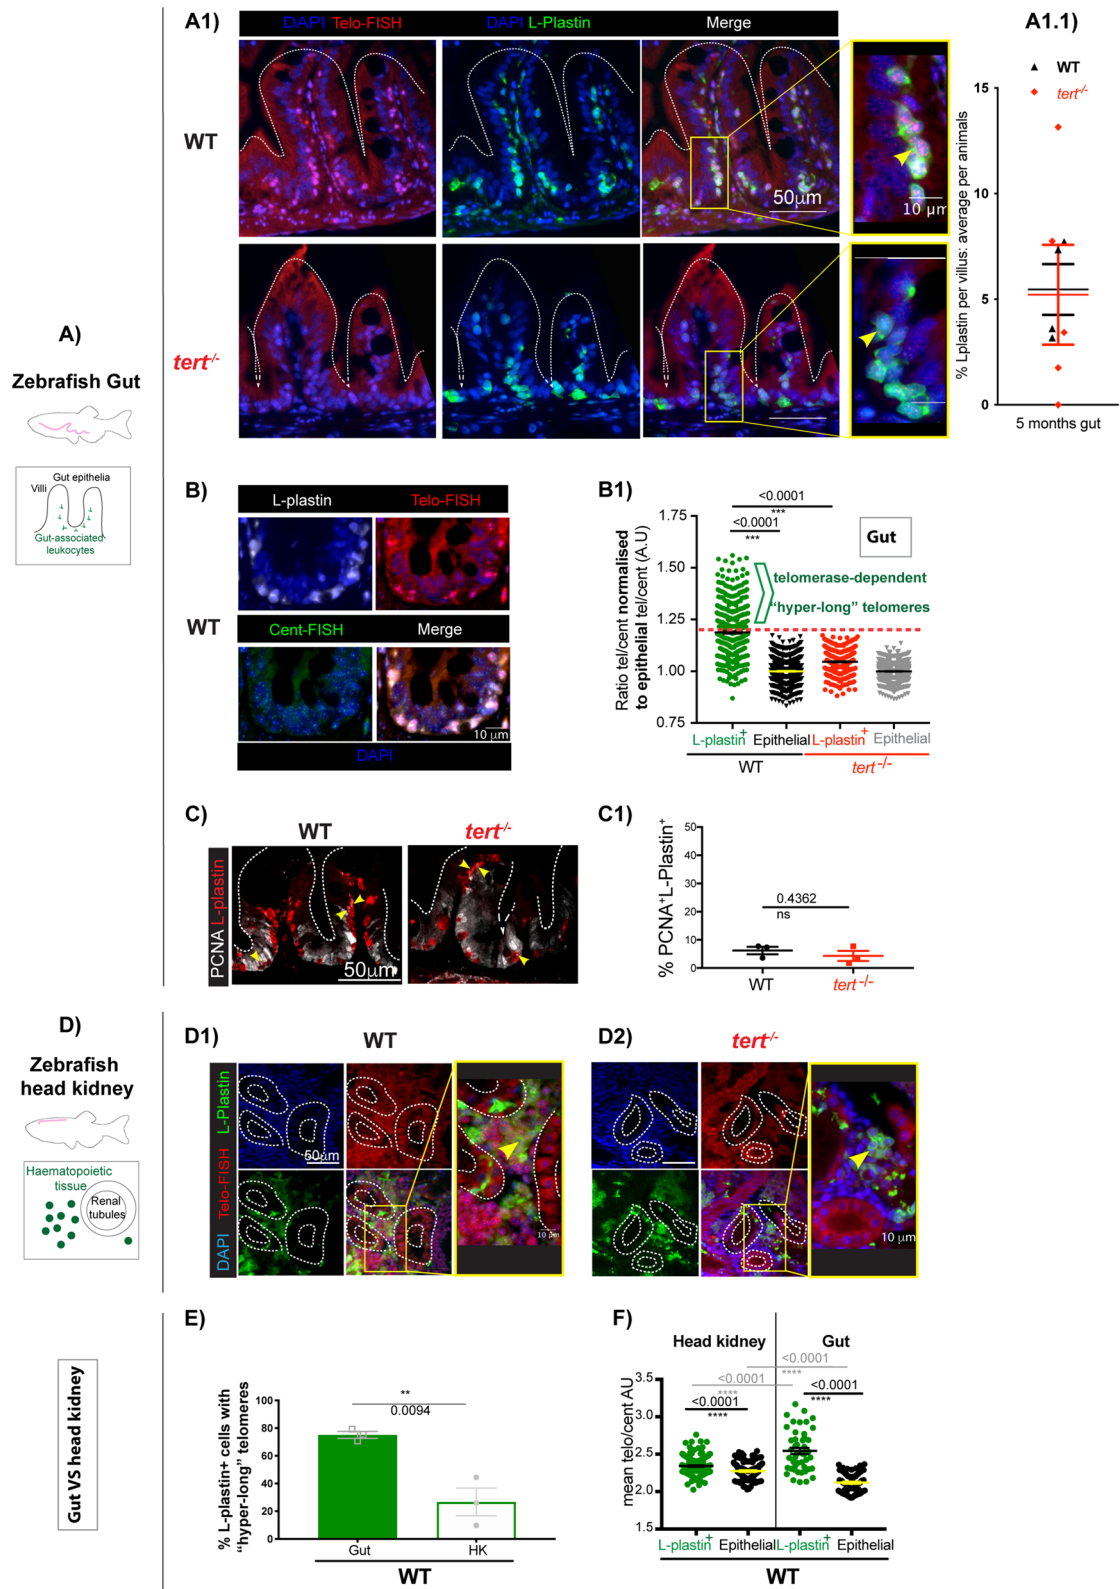 A)
Zebrafish Gut
Villi
Gut epithelia
Gut-associated
leukocytes
A1)
DAPI Telo-FISH
DAPI L-Plastin
Merge
WT
50µm
10 µm
tert-/-
A1.1)
WT
tert-/-
% Lplastin per villus: average per animals
15
10
5
0
5 months gut
B)
L-plastin
Telo-FISH
WT
Cent-FISH
Merge
10 µm
DAPI
B1)
<0.0001
***
<0.0001
***
Gut
telomerase-dependent
"hyper-long" telomeres
Ratio tel/cent normalised
to epithelial tel/cent (A.U)
1.75
1.50
1.25
1.00
0.75
L-plastin+
Epithelial
L-plastin+
Epithelial
WT
tert-/-
C)
WT
tert-/-
PCNA L-plastin
50µm
C1)
% PCNA+L-Plastin+
50
40
30
20
10
0
0.4362
ns
WT
tert-/-
D)
Zebrafish
head kidney
Haematopoietic
tissue
Renal
tubules
D1)
WT
DAPI Telo-FISH L-Plastin
50µm
10 µm
D2)
tert-/-
10 µm
Gut VS head kidney
E)
% L-plastin+ cells with
"hyper-long" telomeres
100
80
60
40
20
0
**
0.0094
Gut
HK
WT
F)
Head kidney
Gut
<0.0001
****
<0.0001
****
<0.0001
****
<0.0001
****
mean telo/cent AU
3.5
3.0
2.5
2.0
1.5
L-plastin+
Epithelial
L-plastin+
Epithelial
WT